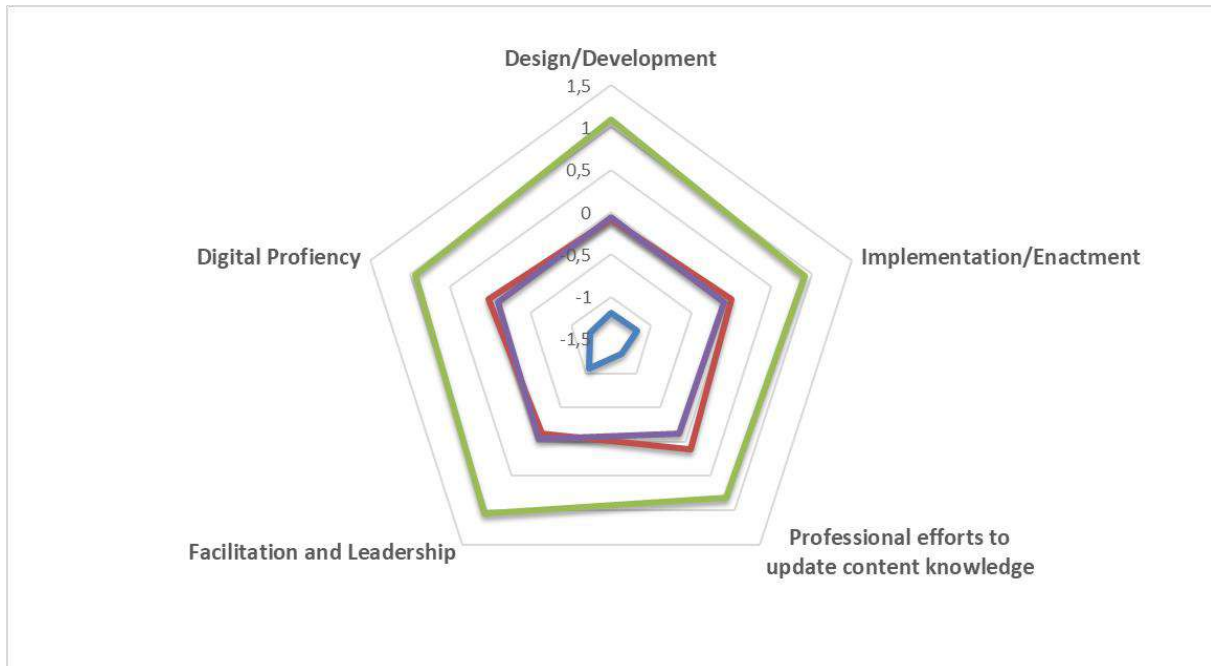 Design/Development
1,5
1
0,5
0
-0,5
-1
-1,5
Digital Profiency
Implementation/Enactment
Facilitation and Leadership
Professional efforts to
update content knowledge